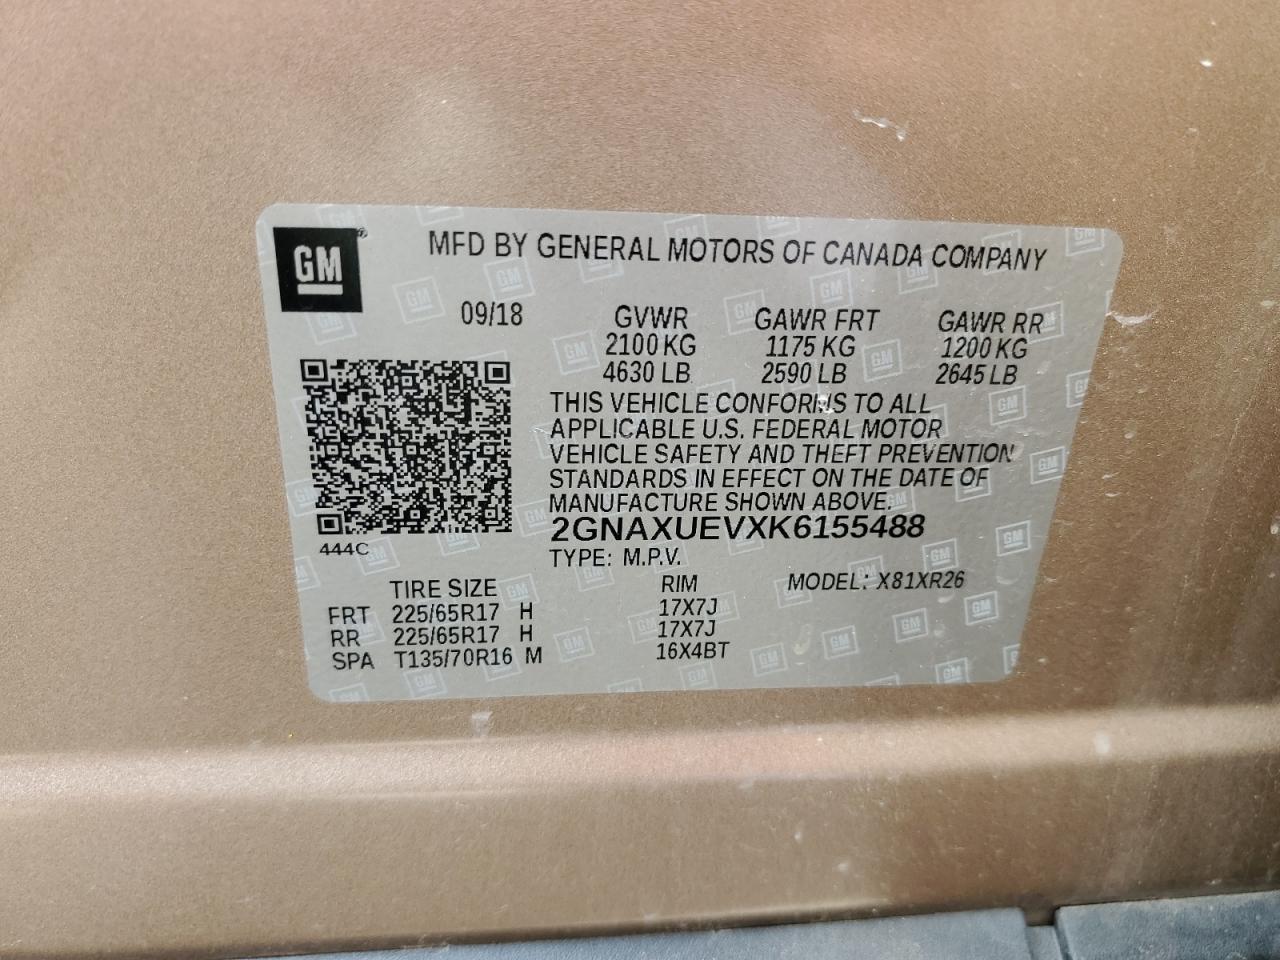 GM
MFD BY GENERAL MOTORS OF CANADA COMPANY
09/18 GVWR GAWR FRT GAWR RR
2100 KG 1175 KG 1200 KG
4630 LB 2590 LB 2645 LB
THIS VEHICLE CONFORMS TO ALL
APPLICABLE U.S. FEDERAL MOTOR
VEHICLE SAFETY AND THEFT PREVENTION
STANDARDS IN EFFECT ON THE DATE OF
MANUFACTURE SHOWN ABOVE.
2GNAXUEVXK6155488
444C
TYPE: M.P.V.
TIRE SIZE RIM MODEL: X81XR26
FRT 225/65R17 H 17X7J
RR 225/65R17 H 17X7J
SPA T135/70R16 M 16X4BT